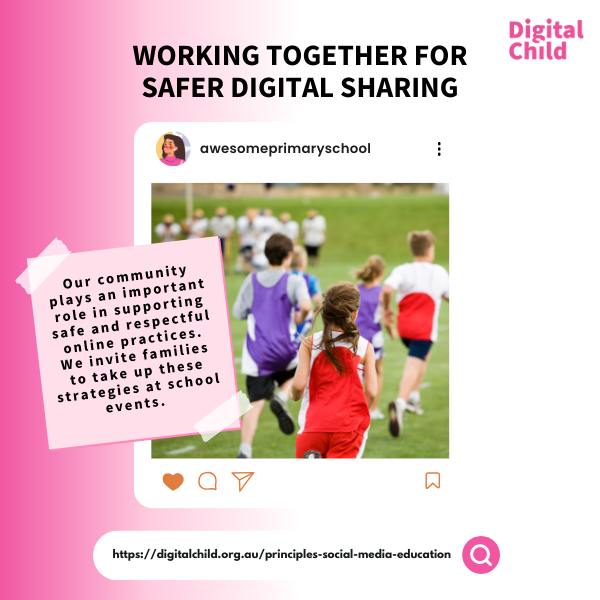 Digital
Child
WORKING TOGETHER FOR
SAFER DIGITAL SHARING
awesomeprimaryschool
Our community
plays an important
role in supporting
safe and respectful
online practices.
We invite families
to take up these
strategies at school
events.
https://digitalchild.org.au/principles-social-media-education